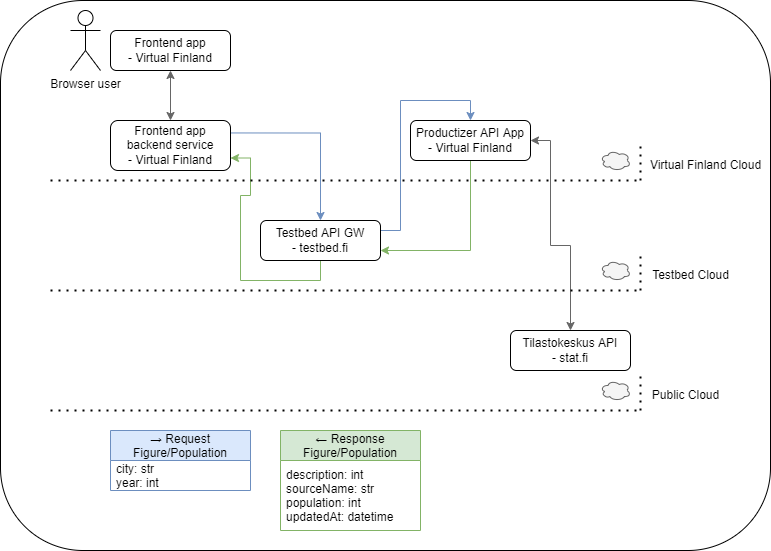 Frontend app
- Virtual Finland
Browser user
Frontend app
backend service
- Virtual Finland
Productizer API App
- Virtual Finland
Virtual Finland Cloud
Testbed API GW
- testbed.fi
Testbed Cloud
Tilastokeskus API
- stat.fi
Public Cloud
→ Request
Figure/Population
city: str
year: int
← Response
Figure/Population
description: int
sourceName: str
population: int
updatedAt: datetime